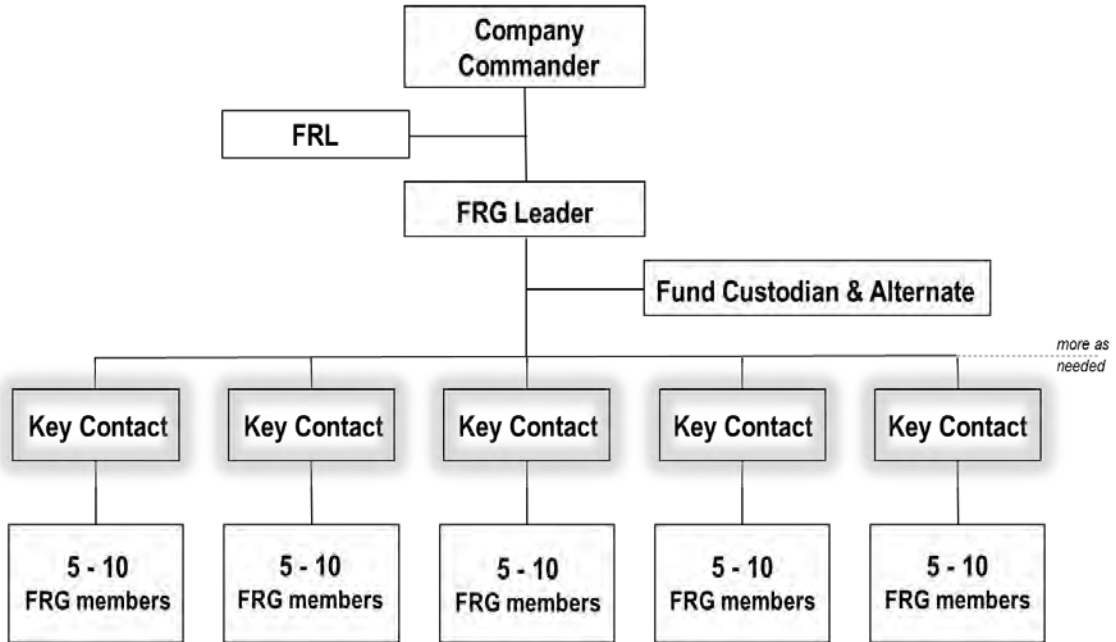 Company
Commander
FRL
FRG Leader
Fund Custodian & Alternate
more as
needed
Key Contact
Key Contact
Key Contact
Key Contact
Key Contact
5 - 10
FRG members
5 - 10
FRG members
5 - 10
FRG members
5 - 10
FRG members
5 - 10
FRG members